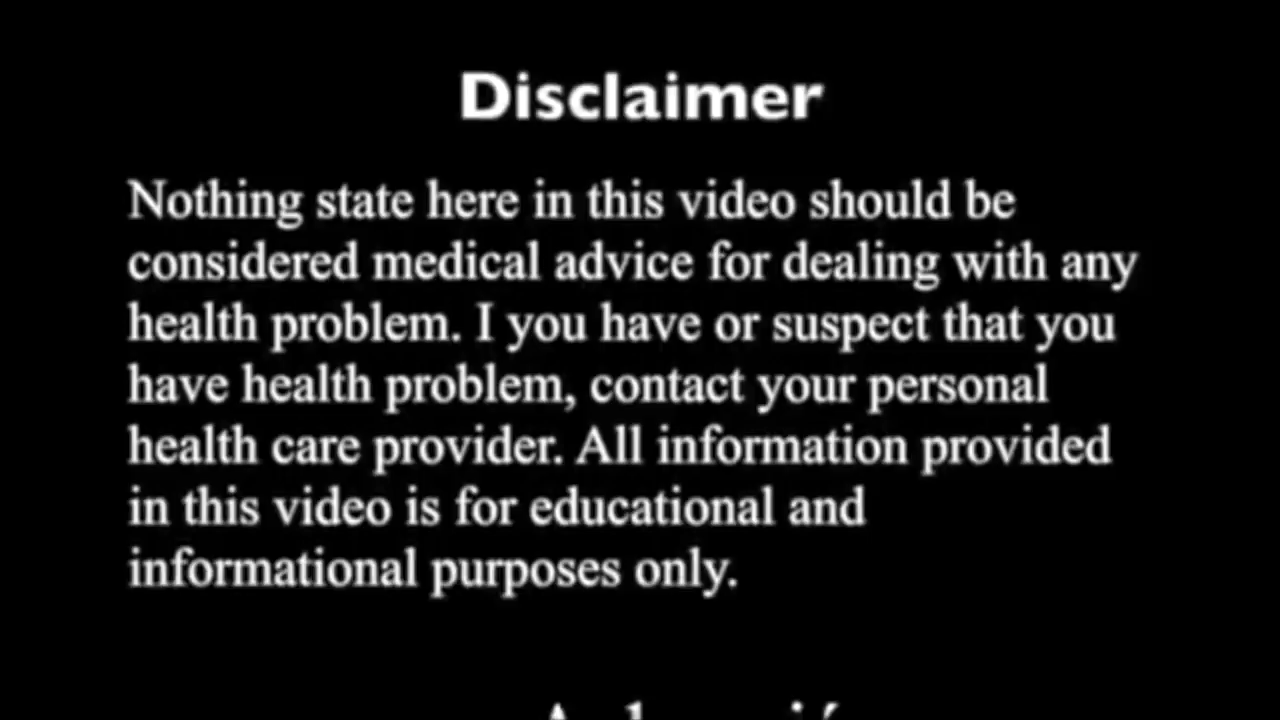 Disclaimer
Nothing state here in this video should be
considered medical advice for dealing with any
health problem. I you have or suspect that you
have health problem, contact your personal
health care provider. All information provided
in this video is for educational and
informational purposes only.